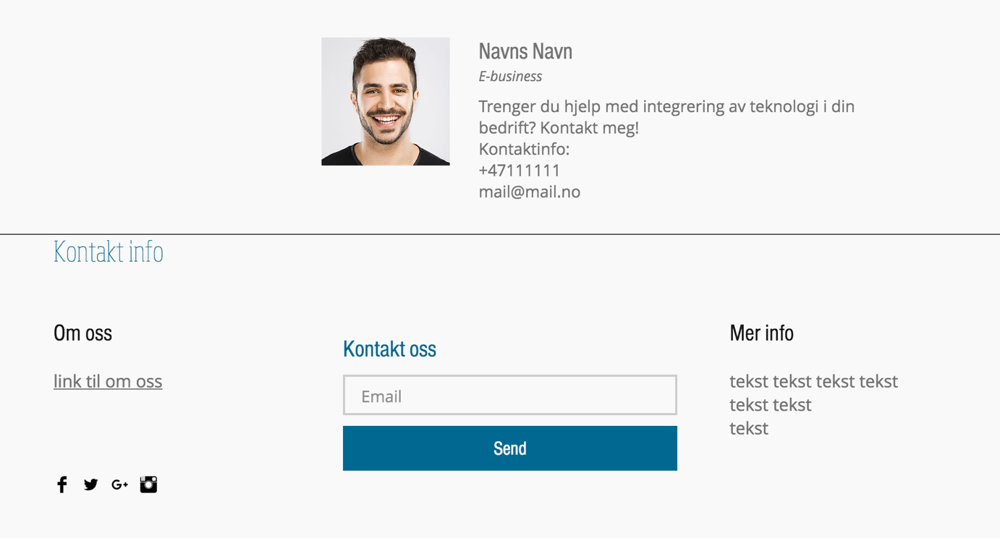 Navns Navn
E-business
Trenger du hjelp med integrering av teknologi i din
bedrift? Kontakt meg!
Kontaktinfo:
+47111111
mail@mail.no
Kontakt info
Om oss
link til om oss
Kontakt oss
Email
Send
Mer info
tekst tekst tekst tekst
tekst tekst
tekst
G+